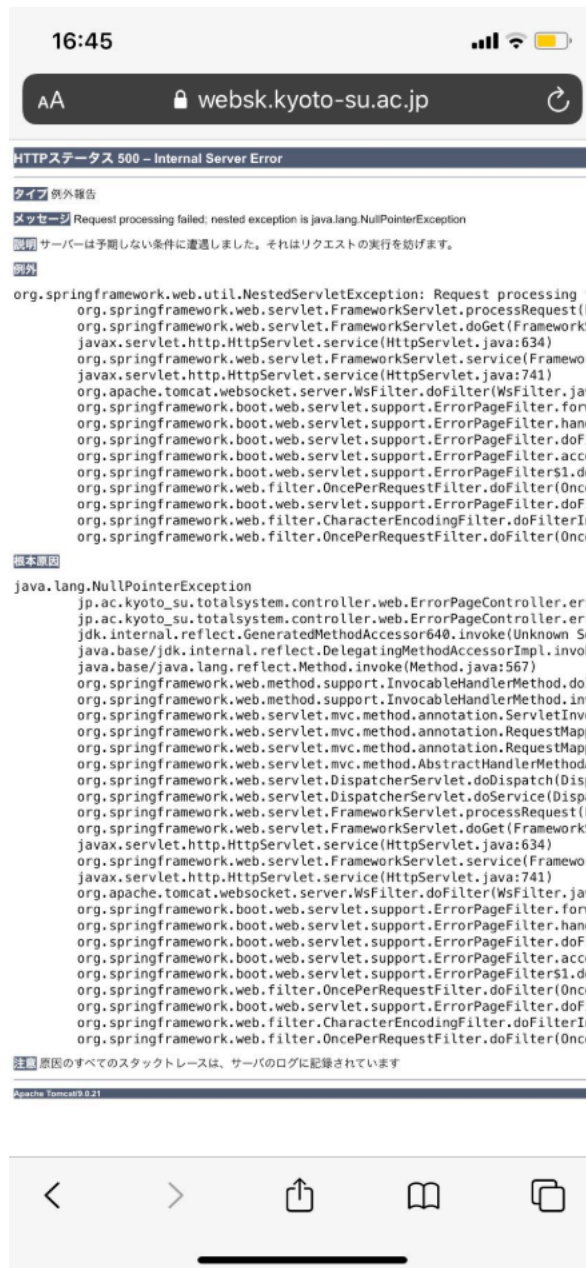 16:45
AA websk.kyoto-su.ac.jp
HTTPステータス 500 – Internal Server Error
タイプ 例外報告
メッセージ Request processing failed; nested exception is java.lang.NullPointerException
説明 サーバーは予期しない条件に遭遇しました。それはリクエストの実行を妨げます。
例外
org.springframework.web.util.NestedServletException: Request processing
org.springframework.web.servlet.FrameworkServlet.processRequest(
org.springframework.web.servlet.FrameworkServlet.doGet(Framework
javax.servlet.http.HttpServlet.service(HttpServlet.java:634)
org.springframework.web.servlet.FrameworkServlet.service(Framewo
javax.servlet.http.HttpServlet.service(HttpServlet.java:741)
org.apache.tomcat.websocket.server.WsFilter.doFilter(WsFilter.jav
org.springframework.boot.web.servlet.support.ErrorPageFilter.for
org.springframework.boot.web.servlet.support.ErrorPageFilter.han
org.springframework.boot.web.servlet.support.ErrorPageFilter.doF
org.springframework.boot.web.servlet.support.ErrorPageFilter.acc
org.springframework.boot.web.servlet.support.ErrorPageFilter$1.d
org.springframework.web.filter.OncePerRequestFilter.doFilter(Onc
org.springframework.boot.web.servlet.support.ErrorPageFilter.doF
org.springframework.web.filter.CharacterEncodingFilter.doFilterI
org.springframework.web.filter.OncePerRequestFilter.doFilter(Onc
根本原因
java.lang.NullPointerException
jp.ac.kyoto_su.totalsystem.controller.web.ErrorPageController.er
jp.ac.kyoto_su.totalsystem.controller.web.ErrorPageController.er
jdk.internal.reflect.GeneratedMethodAccessor640.invoke(Unknown S
java.base/jdk.internal.reflect.DelegatingMethodAccessorImpl.invo
java.base/java.lang.reflect.Method.invoke(Method.java:567)
org.springframework.web.method.support.InvocableHandlerMethod.do
org.springframework.web.method.support.InvocableHandlerMethod.in
org.springframework.web.servlet.mvc.method.annotation.ServletInv
org.springframework.web.servlet.mvc.method.annotation.RequestMap
org.springframework.web.servlet.mvc.method.annotation.RequestMap
org.springframework.web.servlet.mvc.method.AbstractHandlerMethod
org.springframework.web.servlet.DispatcherServlet.doDispatch(Disp
org.springframework.web.servlet.DispatcherServlet.doService(Dispa
org.springframework.web.servlet.FrameworkServlet.processRequest(
org.springframework.web.servlet.FrameworkServlet.doGet(Framework
javax.servlet.http.HttpServlet.service(HttpServlet.java:634)
org.springframework.web.servlet.FrameworkServlet.service(Framewo
javax.servlet.http.HttpServlet.service(HttpServlet.java:741)
org.apache.tomcat.websocket.server.WsFilter.doFilter(WsFilter.jav
org.springframework.boot.web.servlet.support.ErrorPageFilter.for
org.springframework.boot.web.servlet.support.ErrorPageFilter.han
org.springframework.boot.web.servlet.support.ErrorPageFilter.doF
org.springframework.boot.web.servlet.support.ErrorPageFilter.acc
org.springframework.boot.web.servlet.support.ErrorPageFilter$1.d
org.springframework.web.filter.OncePerRequestFilter.doFilter(Onc
org.springframework.boot.web.servlet.support.ErrorPageFilter.doF
org.springframework.web.filter.CharacterEncodingFilter.doFilterI
org.springframework.web.filter.OncePerRequestFilter.doFilter(Onc
注意 原因のすべてのスタックトレースは、サーバのログに記録されています
Apache Tomcat/9.0.21